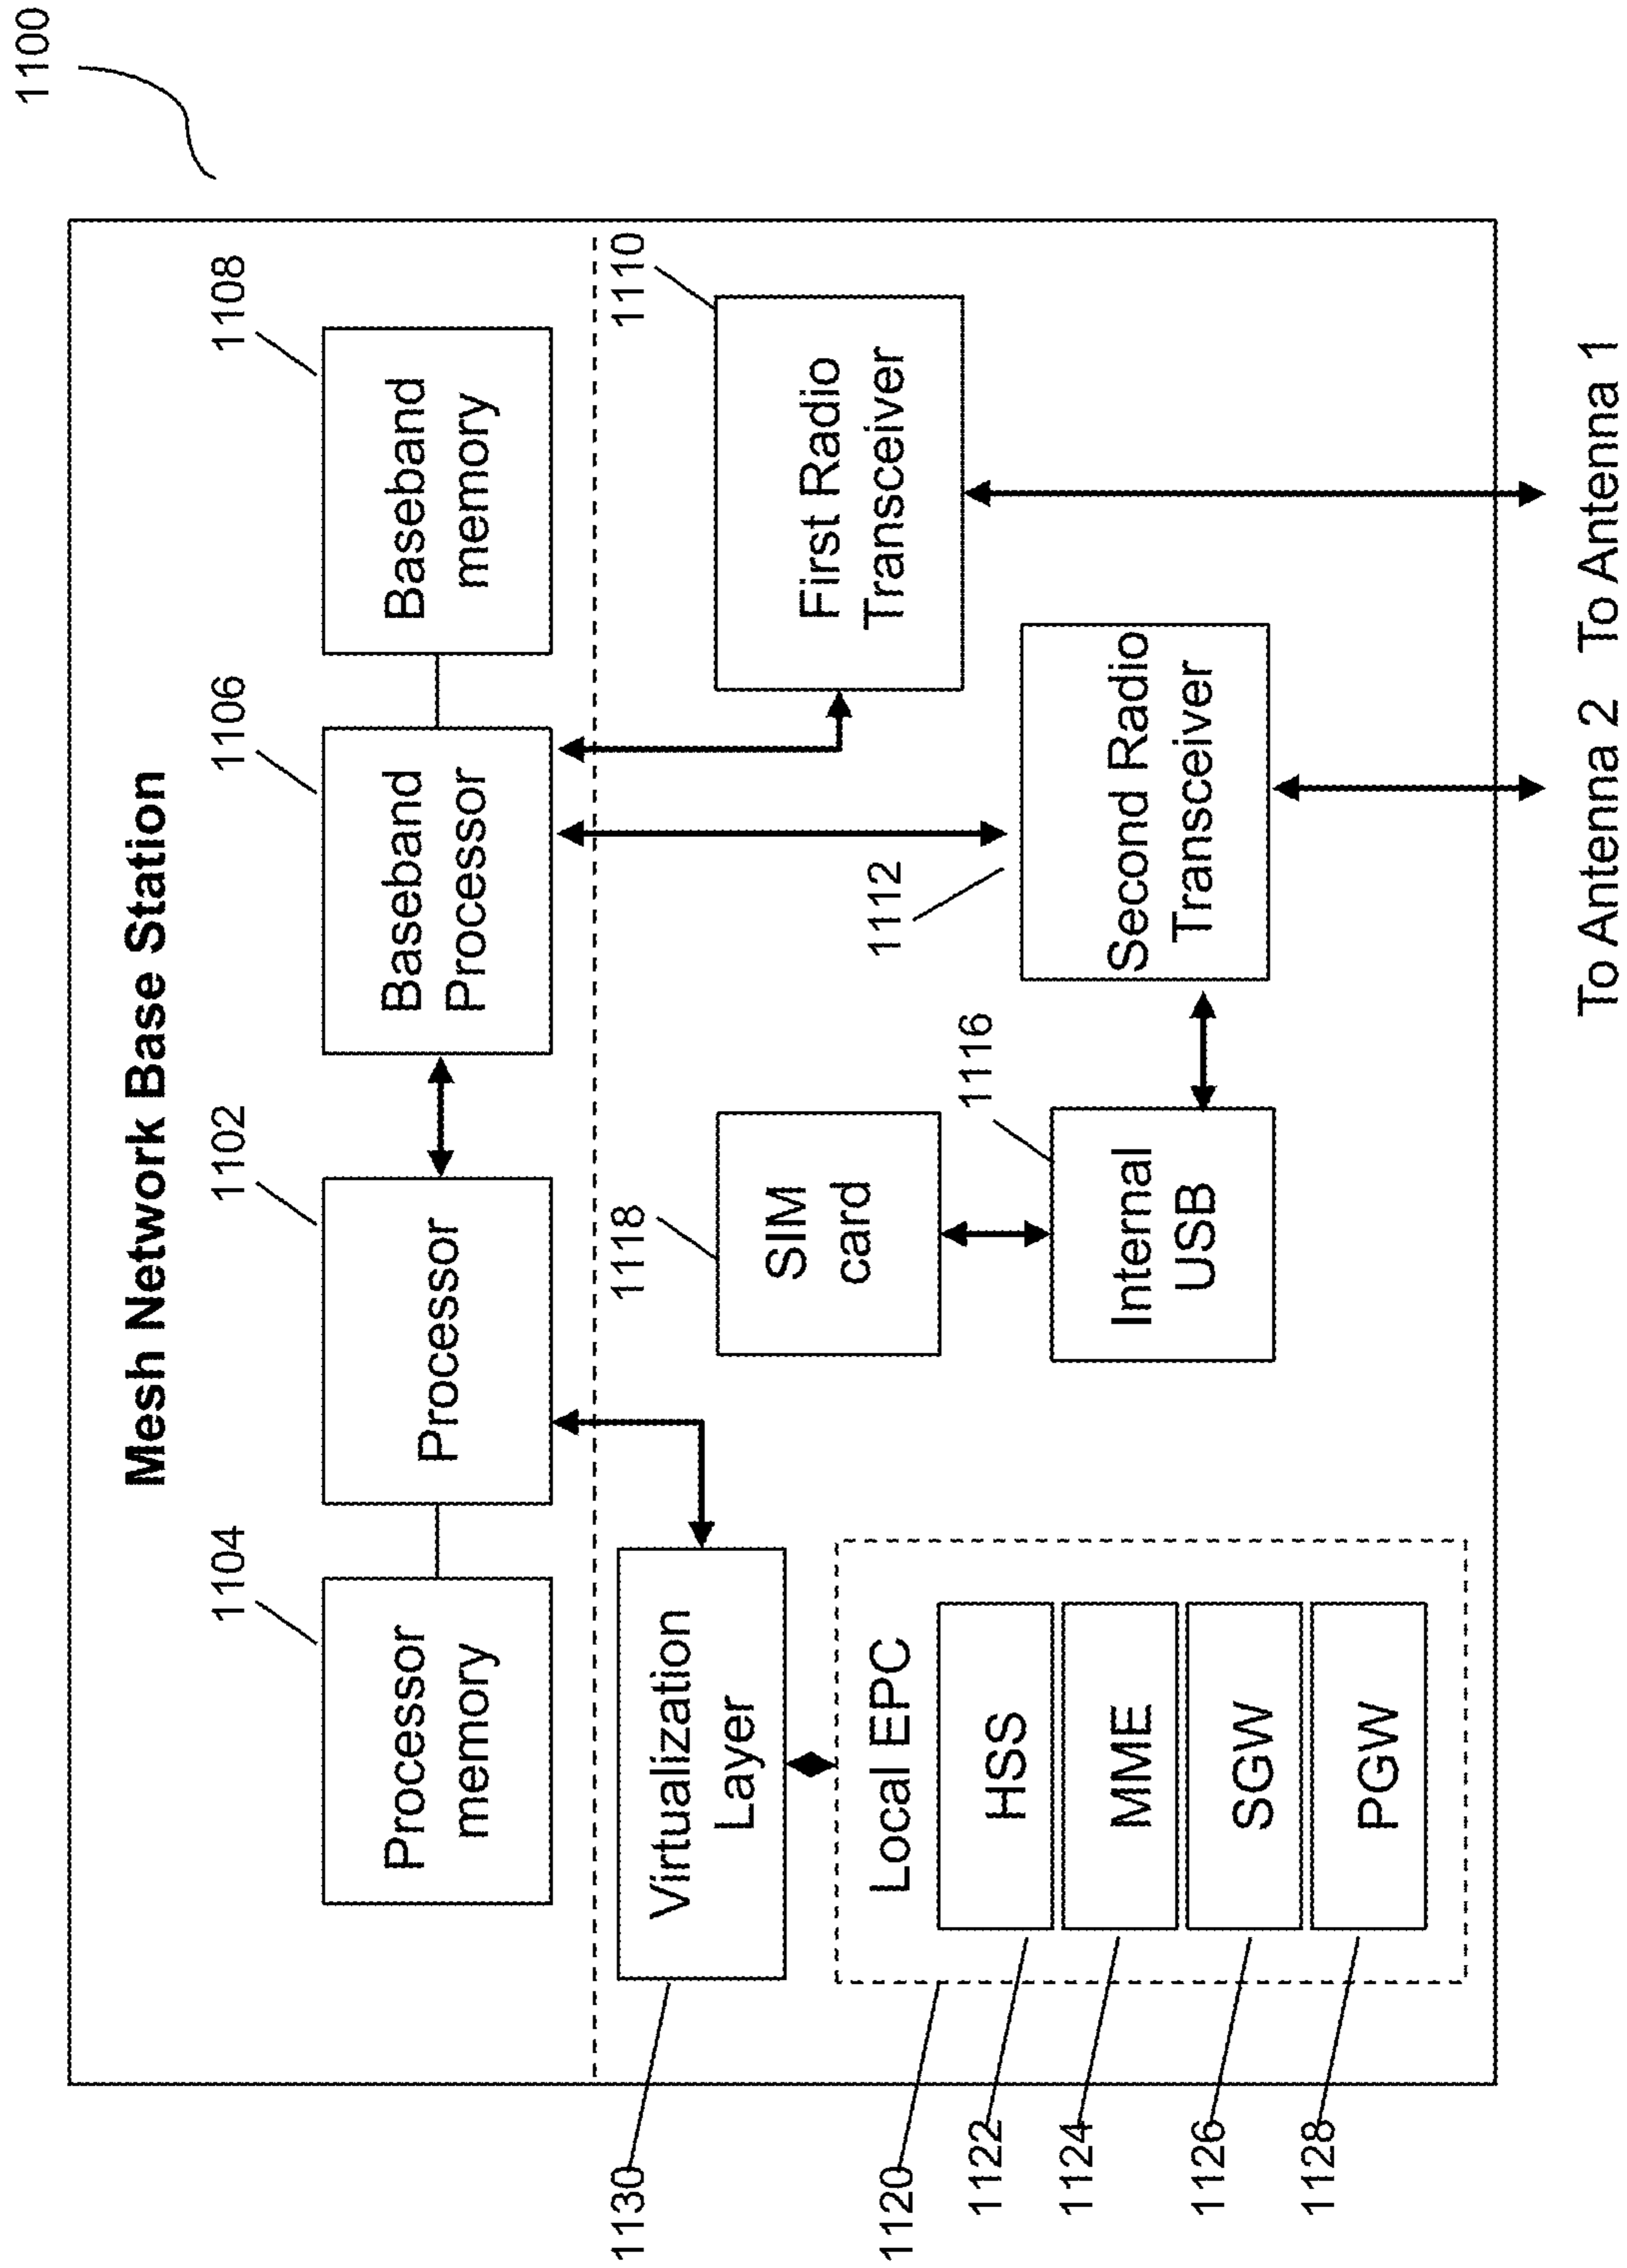 1100
Mesh Network Base Station
1104
1102
1106
1108
Processor
memory
Processor
Baseband
Processor
Baseband
memory
1130
Virtualization
Layer
1118
SIM
card
1110
First Radio
Transceiver
1120
Local EPC
1122
HSS
1124
MME
1126
SGW
1128
PGW
1116
Internal
USB
1112
Second Radio
Transceiver
To Antenna 2
To Antenna 1